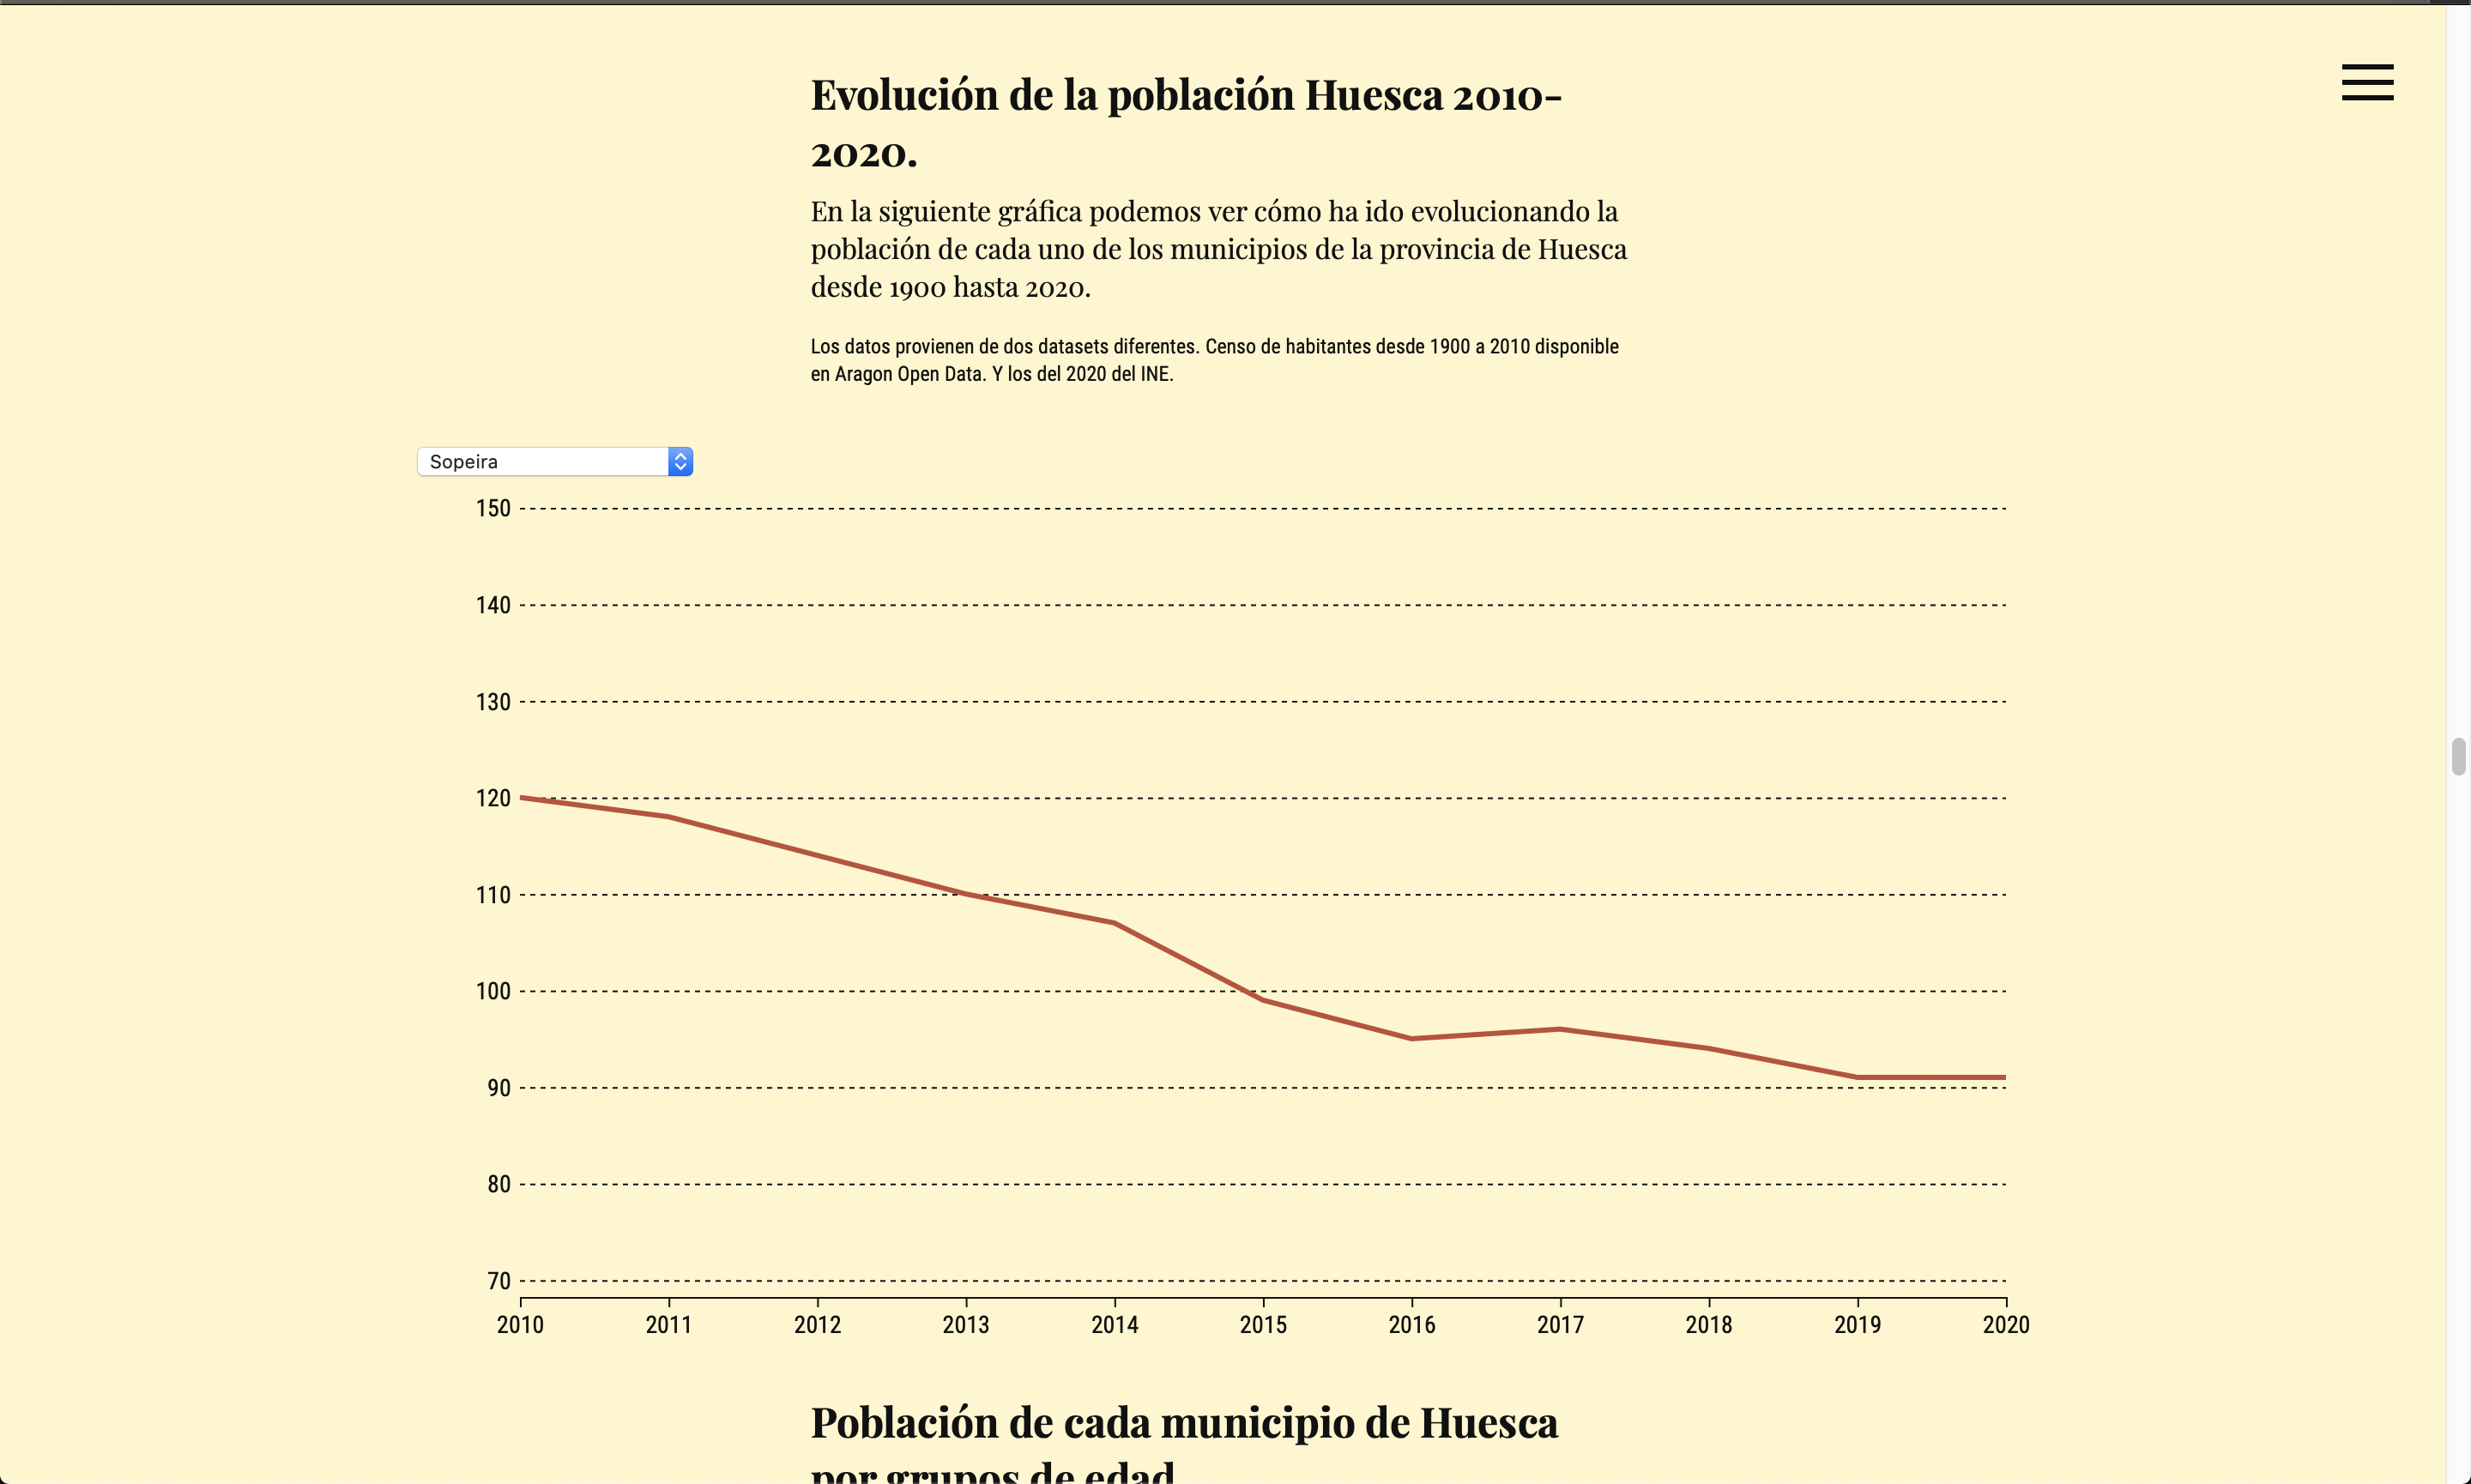 Evolución de la población Huesca 2010-
2020.
En la siguiente gráfica podemos ver cómo ha ido evolucionando la
población de cada uno de los municipios de la provincia de Huesca
desde 1900 hasta 2020.
Los datos provienen de dos datasets diferentes. Censo de habitantes desde 1900 a 2010 disponible
en Aragon Open Data. Y los del 2020 del INE.
Sopeira
150
140
130
120
110
100
90
80
70
2010 2011 2012 2013 2014 2015 2016 2017 2018 2019 2020
Población de cada municipio de Huesca
por grupos de edad